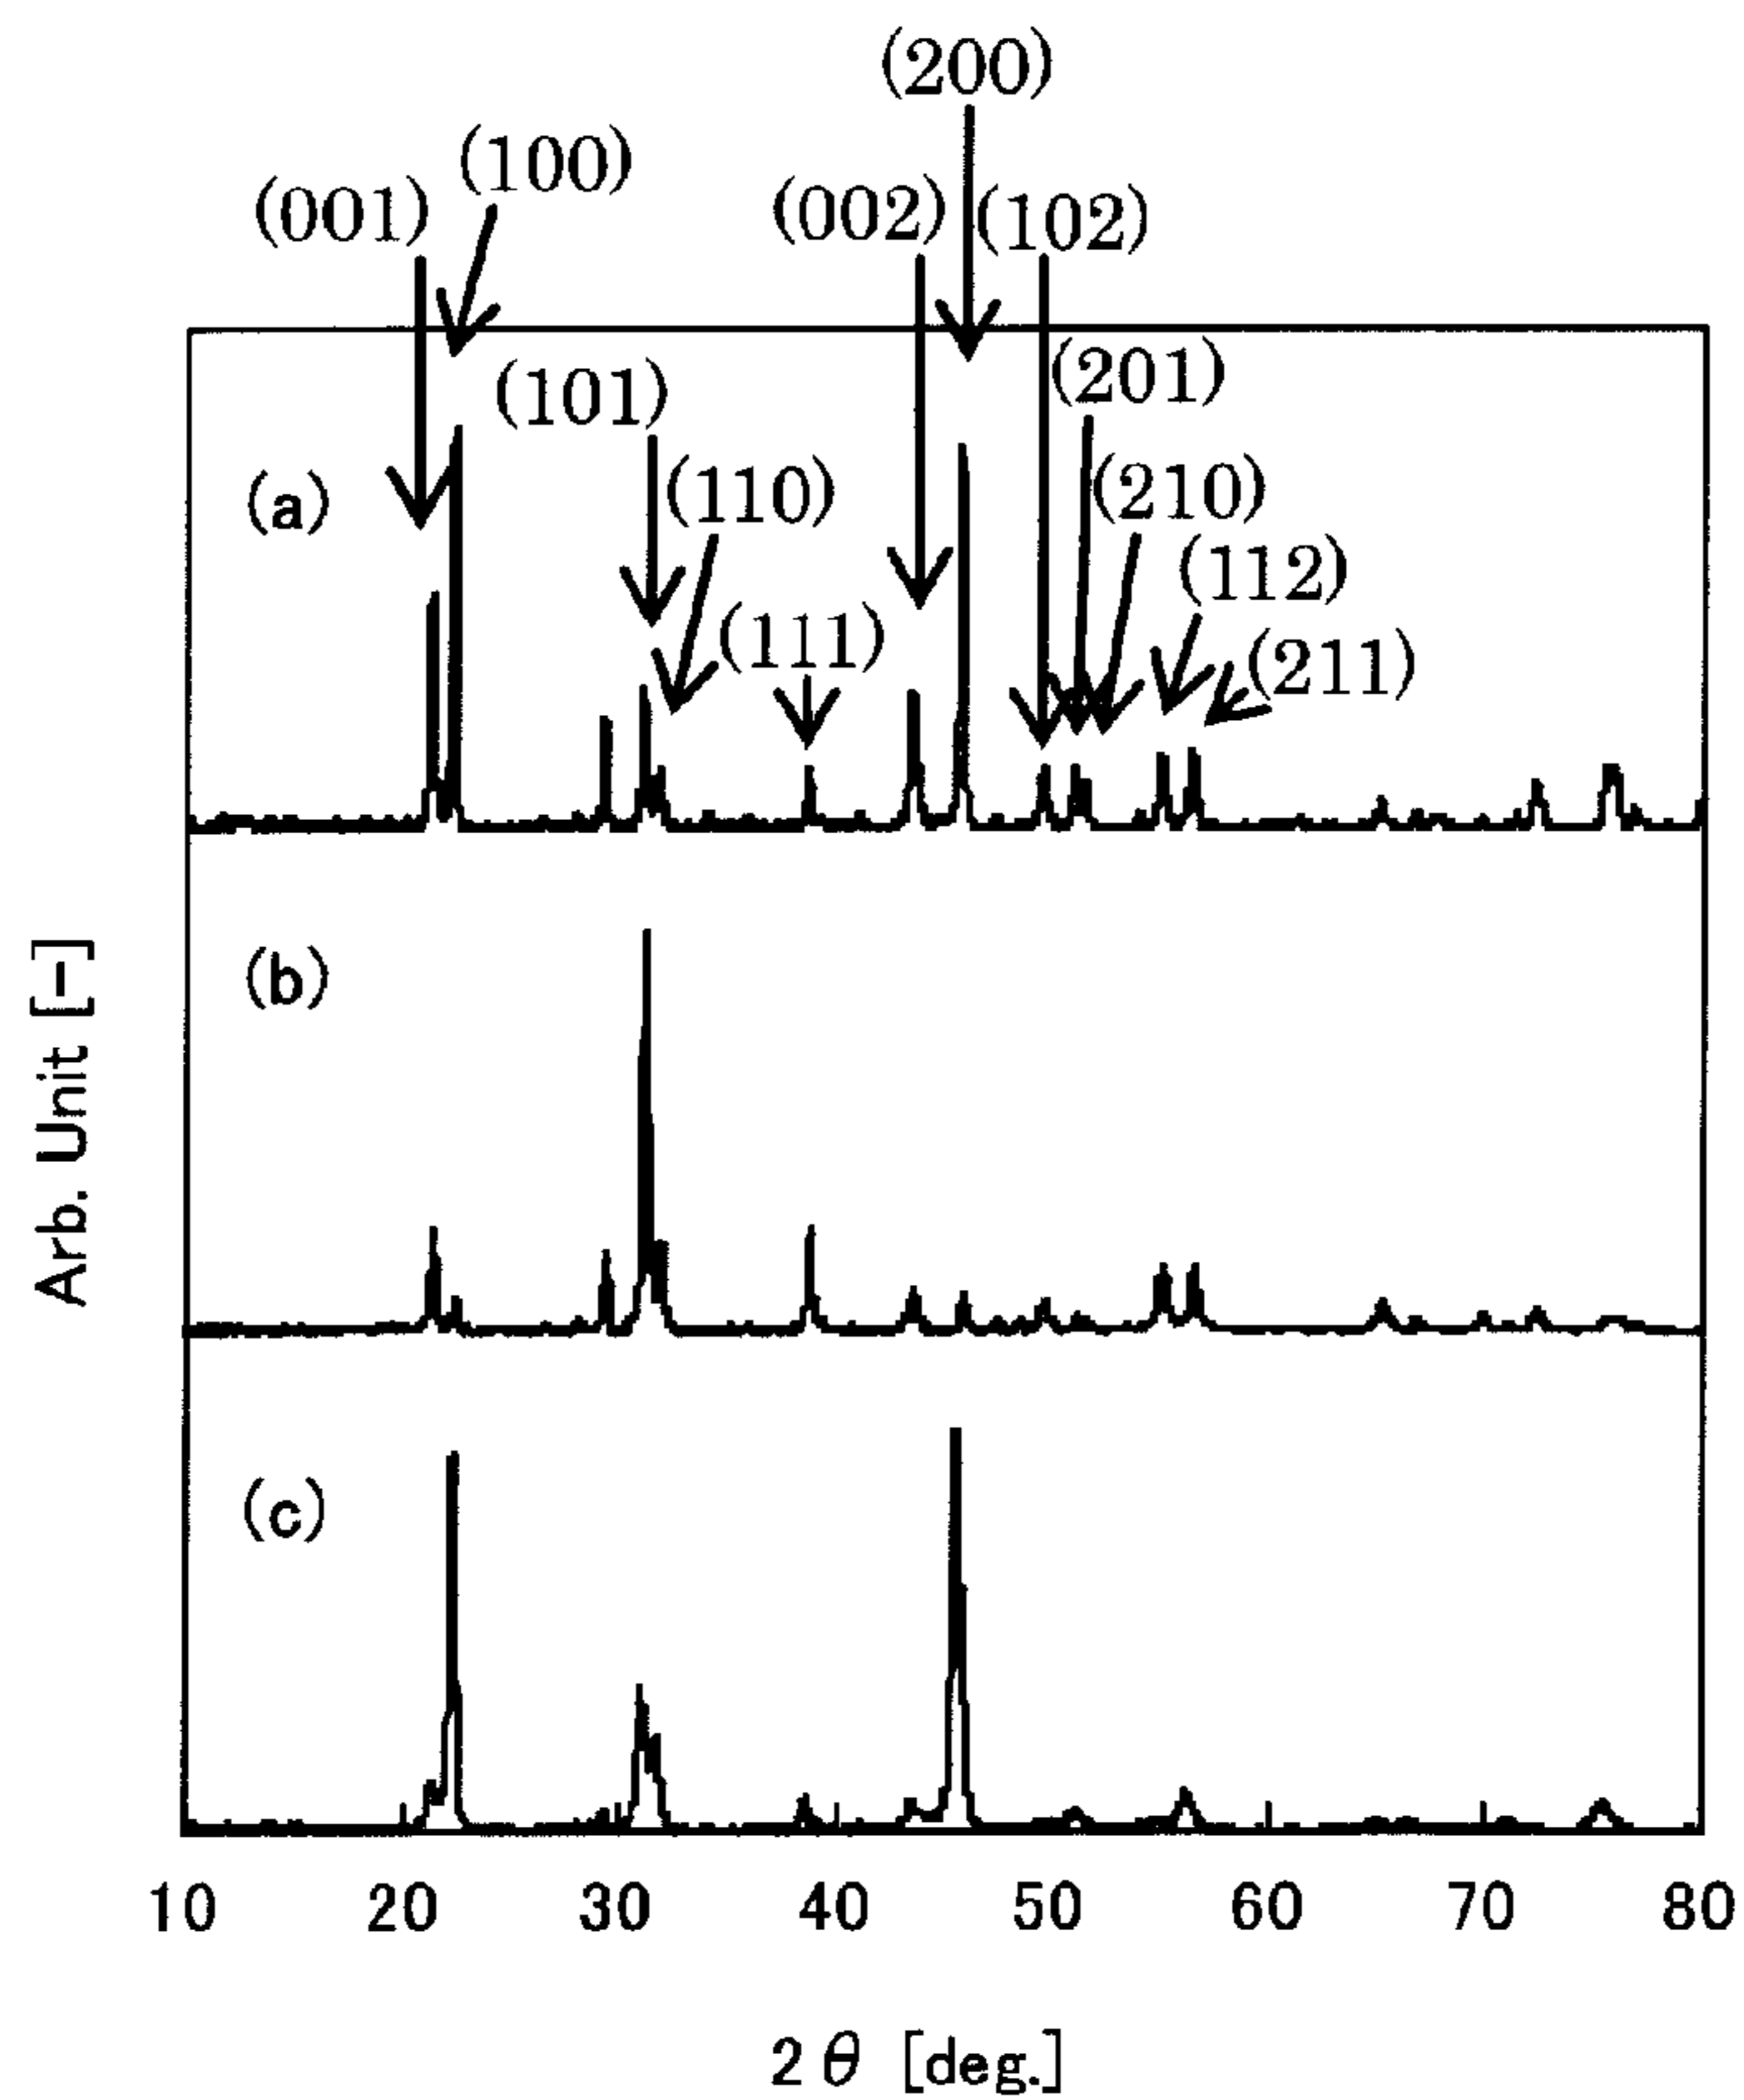 (200)
(100)
(001)
(002)
(102)
(201)
(101)
(110)
(210)
(a)
(112)
(111)
(211)
Arb. Unit [-]
(b)
(c)
10 20 30 40 50 60 70 80
2θ [deg.]